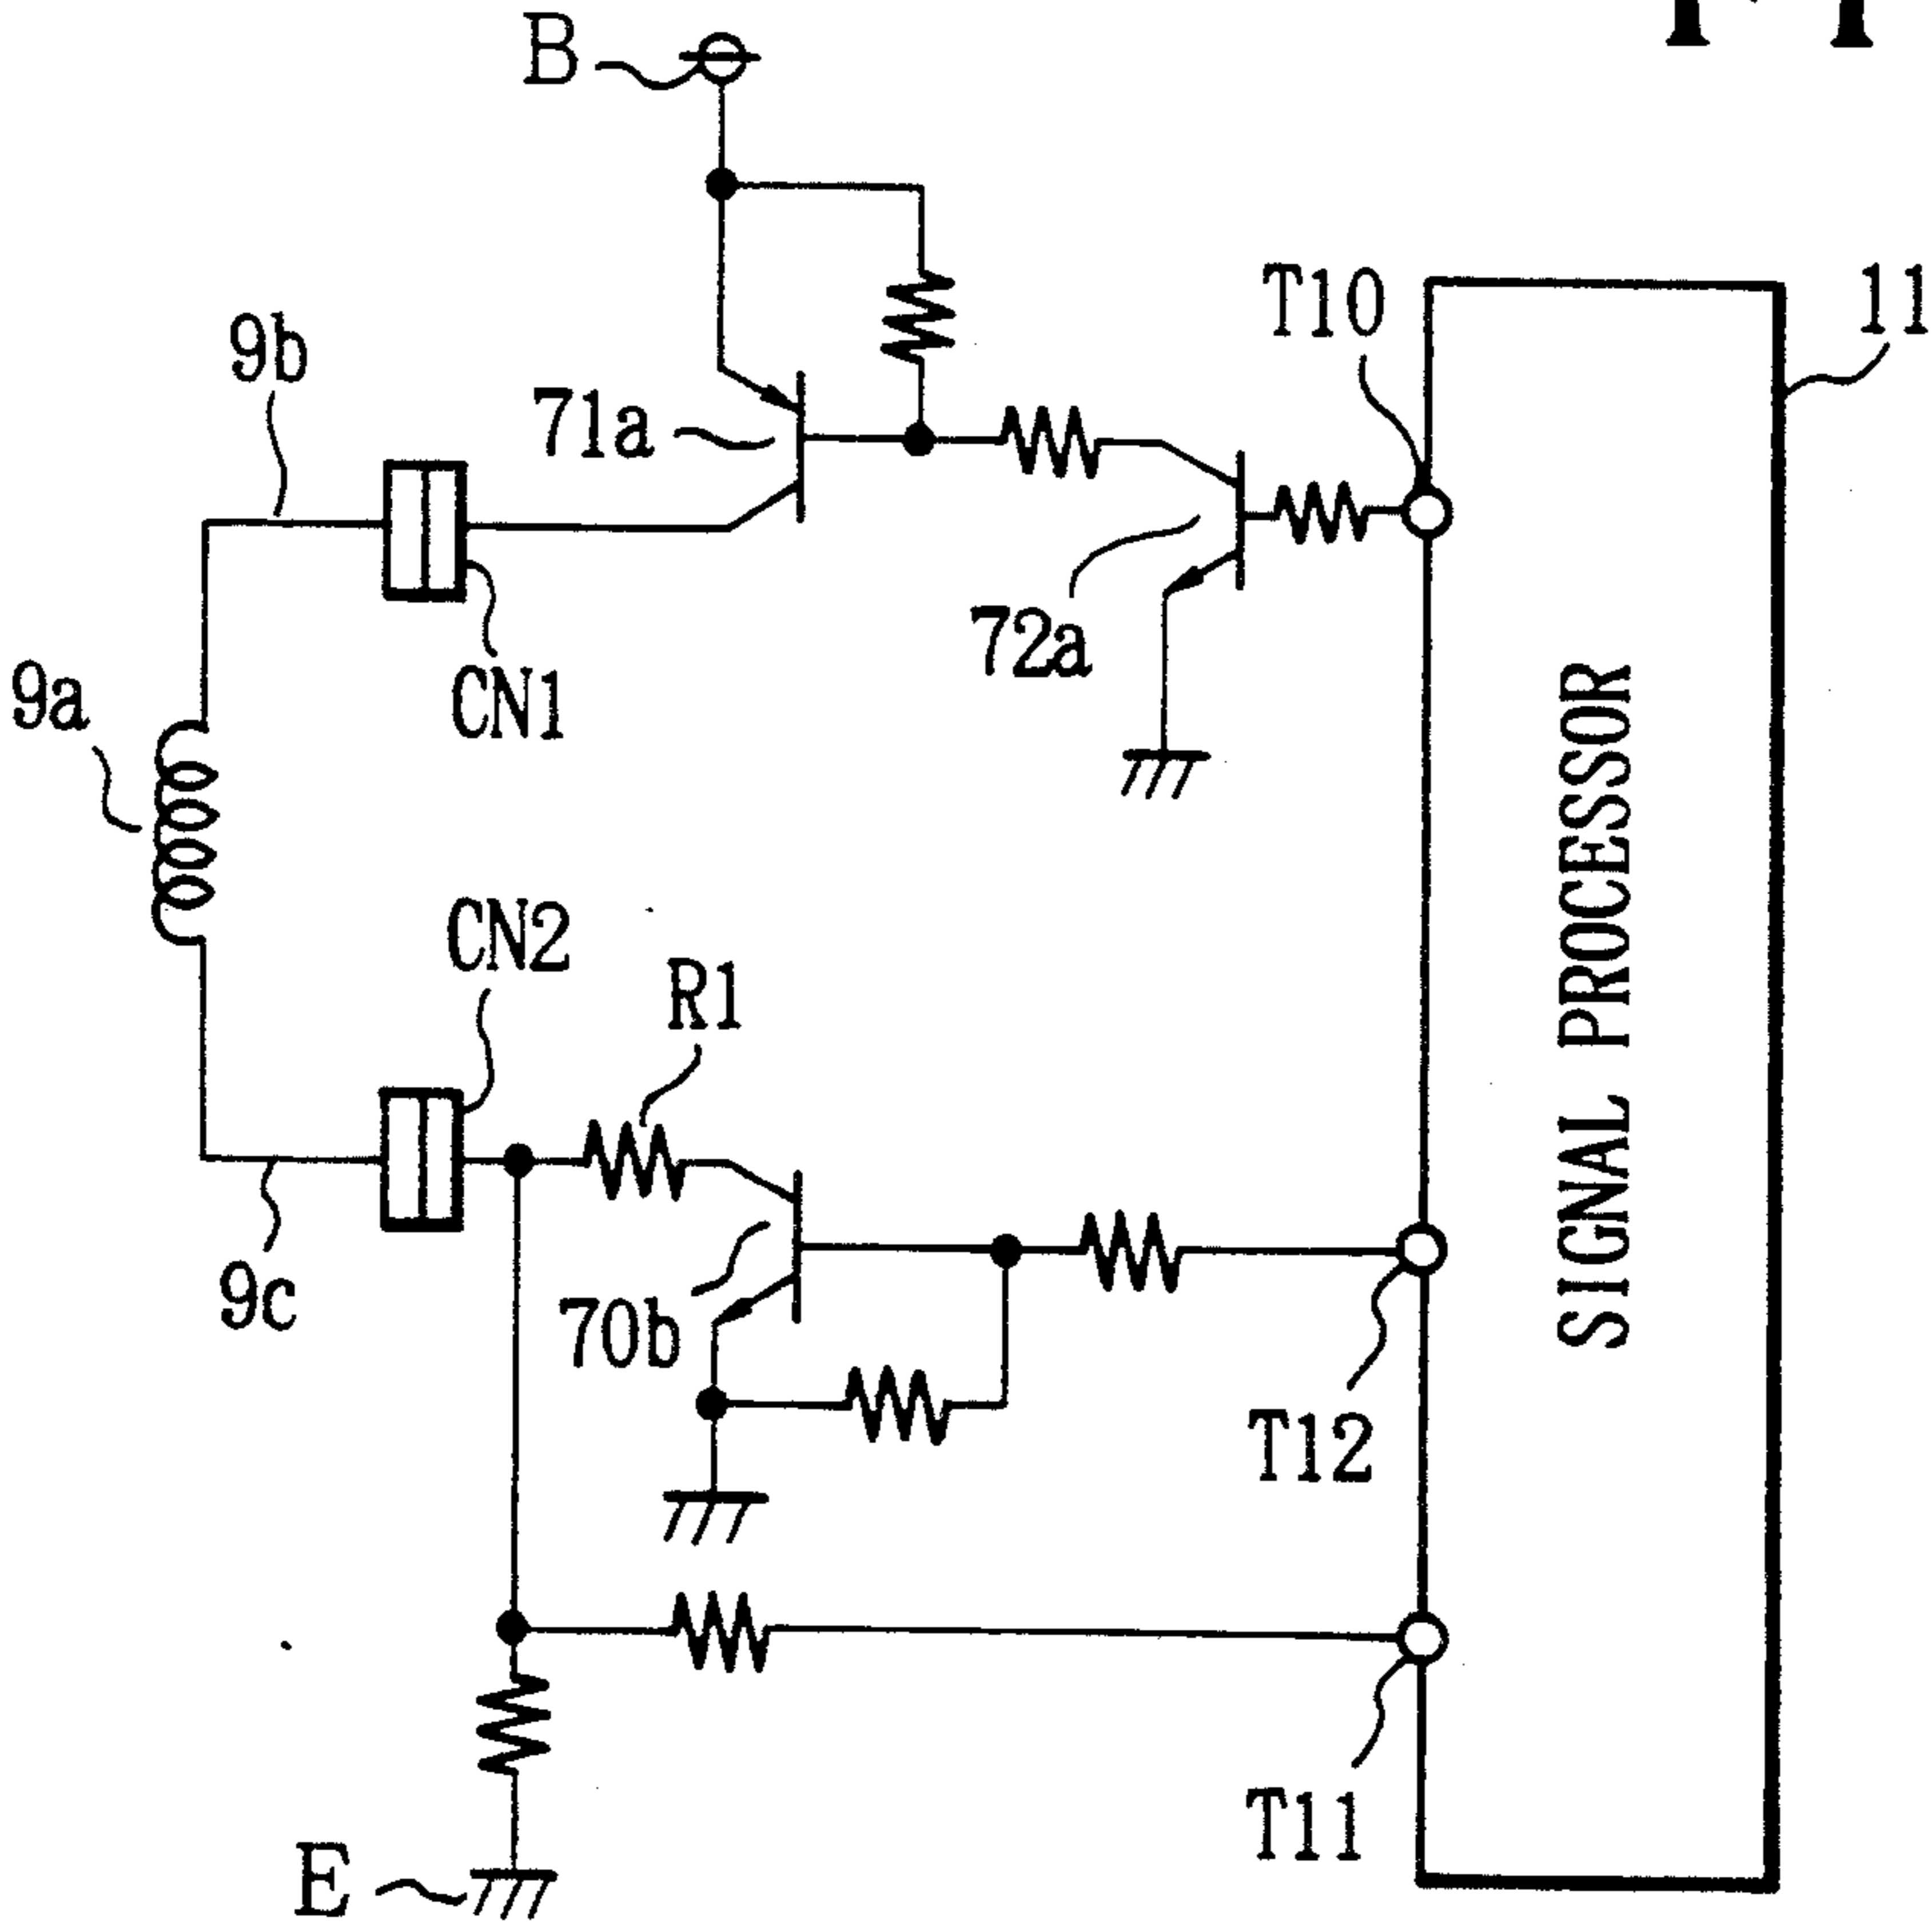 B
T10
11
9b
71a
72a
CN1
9a
SIGNAL PROCESSOR
CN2
R1
9c
70b
T12
T11
E